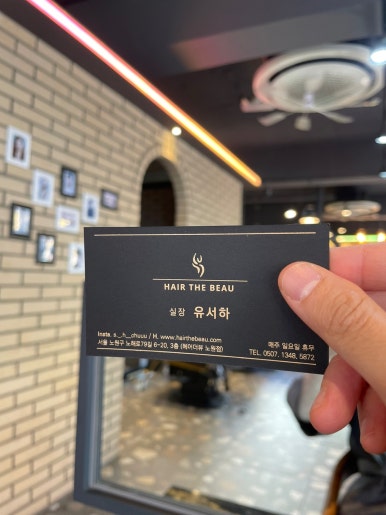 HAIR THE BEAU
실장 유서하
Insta. s._.h._.ohuuu / H. www.hairthebeau.com
매주 일요일 휴무
서울 노원구 노해로79길 6-20, 3층 (헤어더뷰 노원점)
TEL. 0507. 1348. 5872